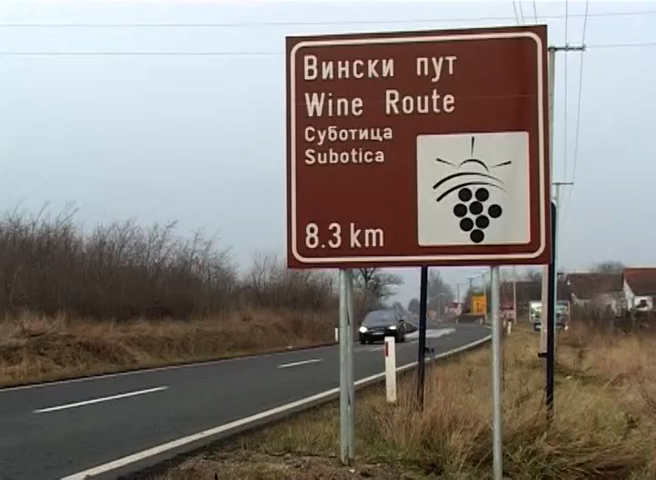 Вински пут
Wine Route
Суботица
Subotica
8.3 km